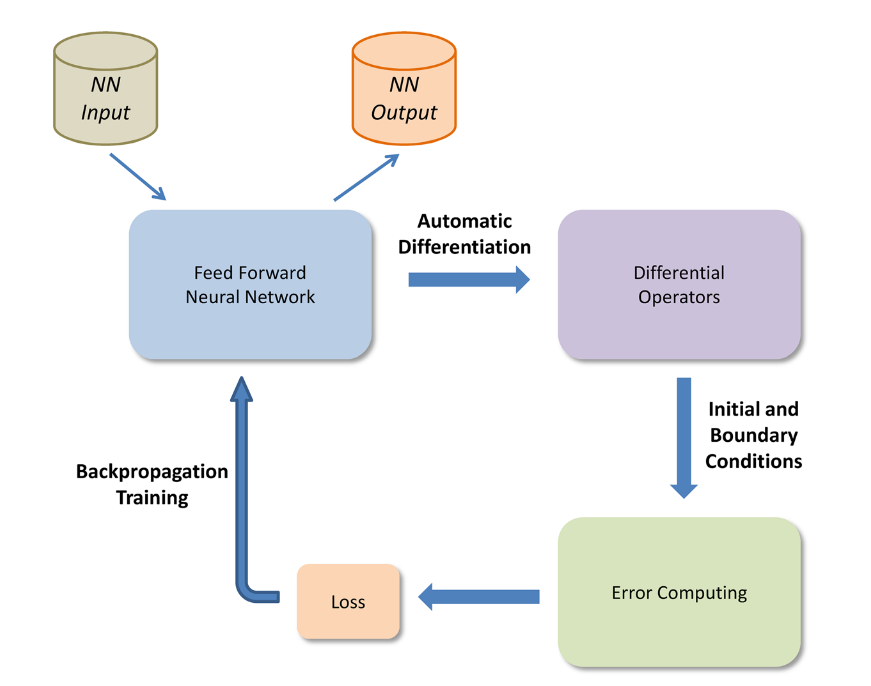 NN
Input
NN
Output
Feed Forward
Neural Network
Automatic
Differentiation
Differential
Operators
Initial and
Boundary
Conditions
Backpropagation
Training
Loss
Error Computing